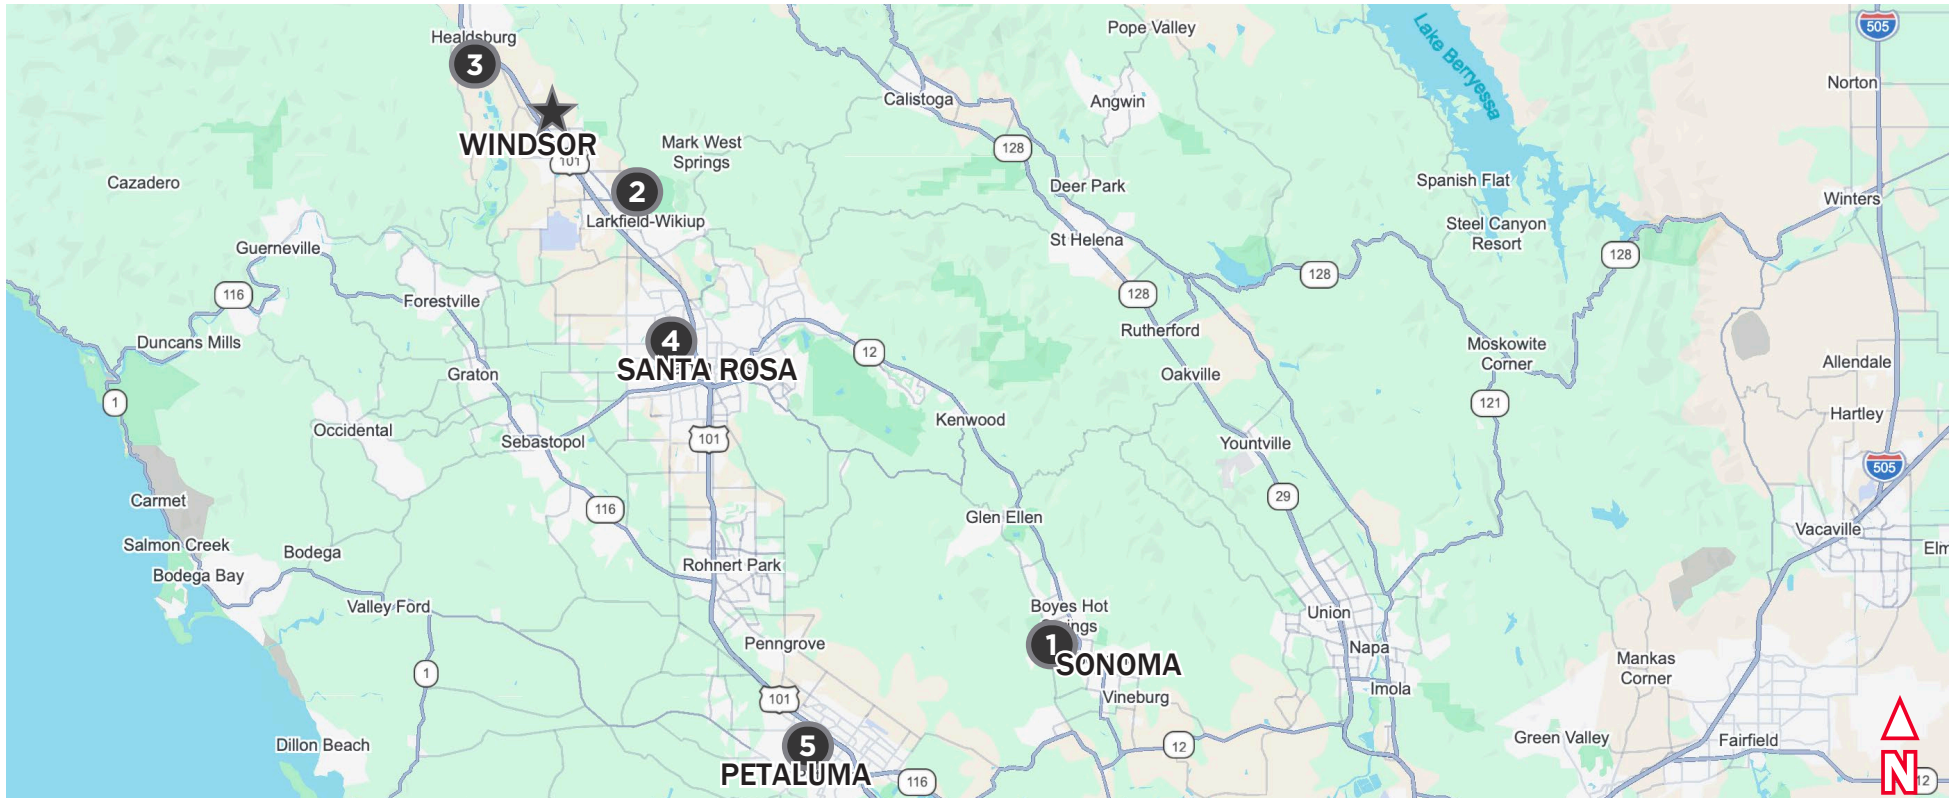 Healdsburg
3
WINDSOR
101
Mark West
Springs
2
Larkfield-Wikiup
Cazadero
Guerneville
116
Forestville
Duncans Mills
Graton
1
Occidental
Sebastopol
4
SANTA ROSA
12
101
116
Carmet
Salmon Creek
Bodega
Bodega Bay
Valley Ford
1
Dillon Beach
Rohnert Park
Penngrove
101
5
PETALUMA
116
Kenwood
Glen Ellen
Boyes Hot
1
SONOMA
Vineburg
12
Pope Valley
Calistoga
Angwin
128
Deer Park
St Helena
128
128
Rutherford
Oakville
Yountville
29
Union
Napa
Imola
Lake Berryessa
Spanish Flat
Steel Canyon
Resort
128
Moskowite
Corner
121
505
Norton
Winters
Allendale
Hartley
505
Vacaville
Elm
Mankas
Corner
Green Valley
Fairfield
N
12